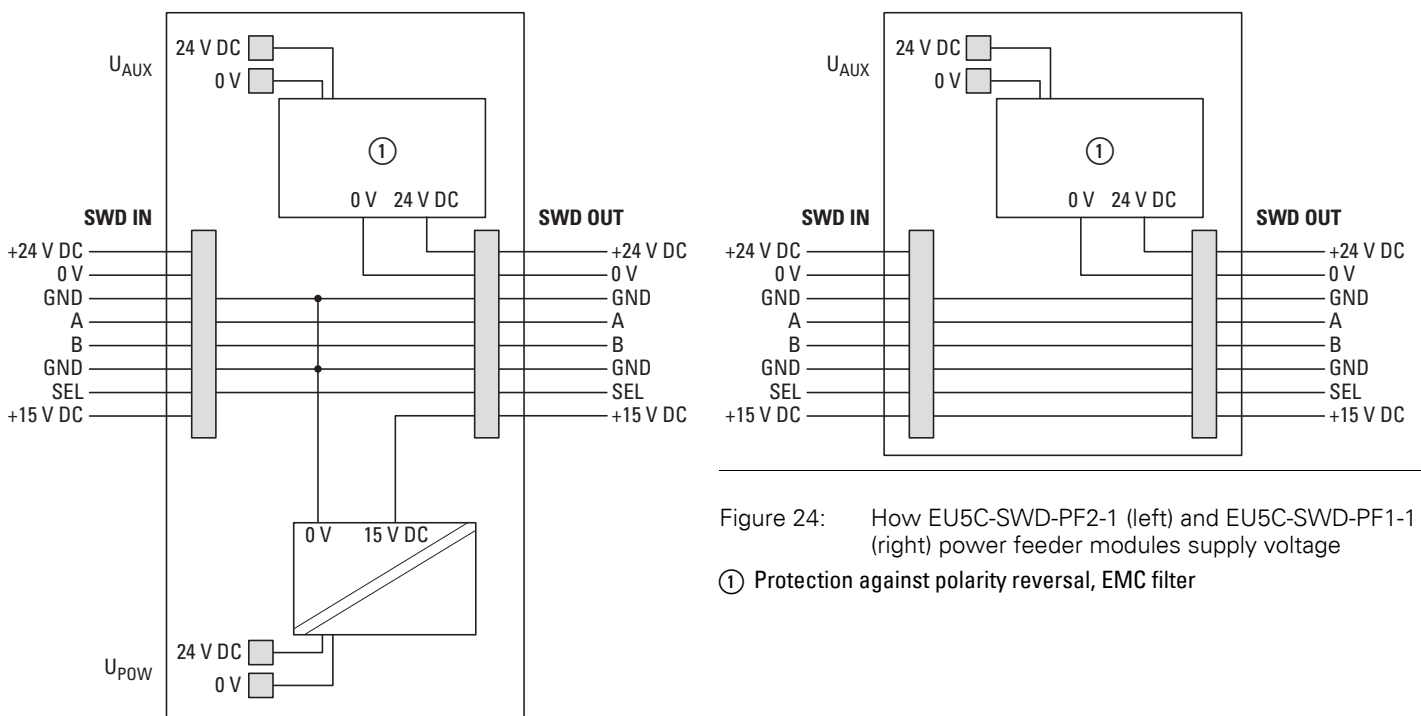 24 V DC
U_AUX
0 V
①
0 V 24 V DC
SWD IN SWD OUT
+24 V DC +24 V DC
0 V 0 V
GND GND
A A
B B
GND GND
SEL SEL
+15 V DC +15 V DC
0 V 15 V DC
24 V DC
U_POW
0 V
24 V DC
U_AUX
0 V
①
0 V 24 V DC
SWD IN SWD OUT
+24 V DC +24 V DC
0 V 0 V
GND GND
A A
B B
GND GND
SEL SEL
+15 V DC +15 V DC
Figure 24: How EU5C-SWD-PF2-1 (left) and EU5C-SWD-PF1-1
(right) power feeder modules supply voltage
① Protection against polarity reversal, EMC filter